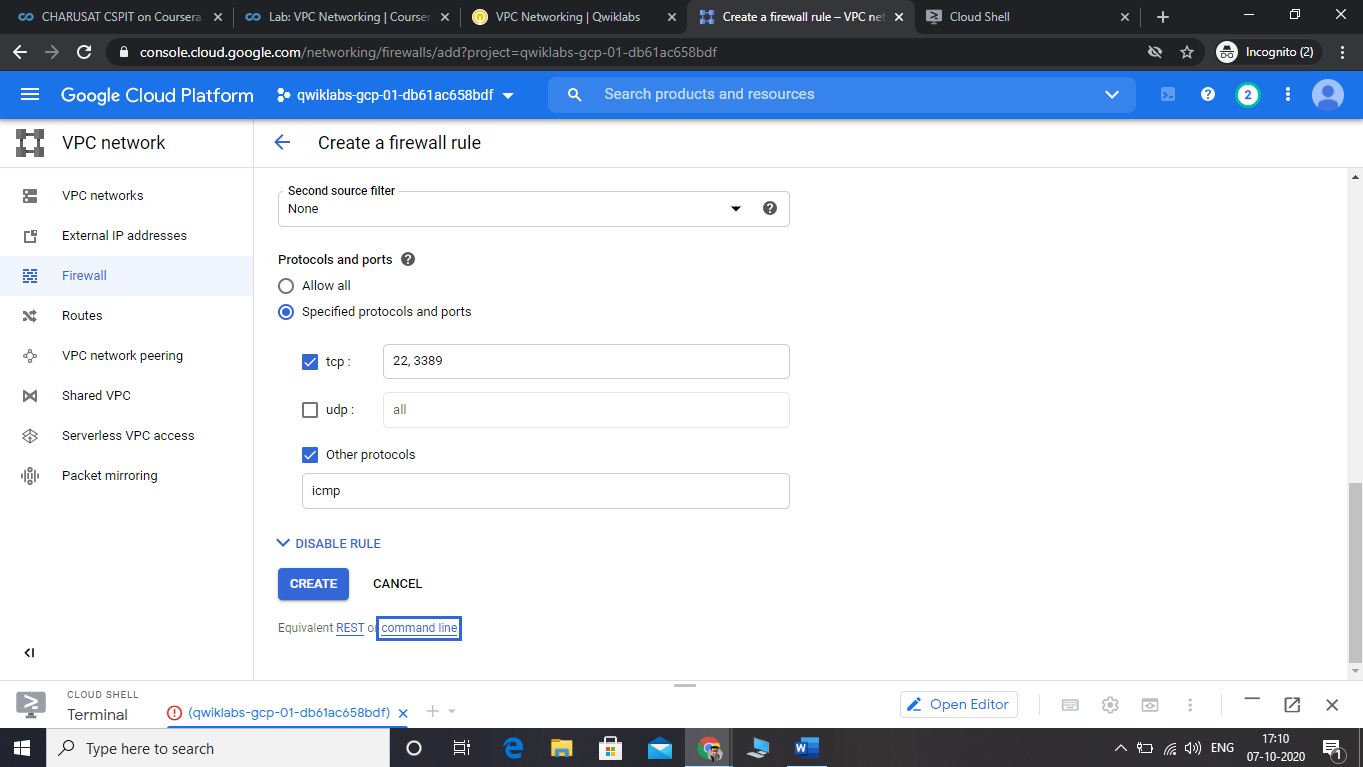 CHARUSAT CSPIT on Coursera
Lab: VPC Networking | Courser
VPC Networking | Qwiklabs
Create a firewall rule – VPC net
Cloud Shell
console.cloud.google.com/networking/firewalls/add?project=qwiklabs-gcp-01-db61ac658bdf
Incognito (2)
Google Cloud Platform
qwiklabs-gcp-01-db61ac658bdf
Search products and resources
2
VPC network
Create a firewall rule
VPC networks
External IP addresses
Firewall
Routes
VPC network peering
Shared VPC
Serverless VPC access
Packet mirroring
Second source filter
None
Protocols and ports
Allow all
Specified protocols and ports
tcp :
22, 3389
udp :
all
Other protocols
icmp
DISABLE RULE
CREATE
CANCEL
Equivalent REST or command line
CLOUD SHELL
Terminal
(qwiklabs-gcp-01-db61ac658bdf)
Open Editor
Type here to search
ENG
17:10
07-10-2020
1